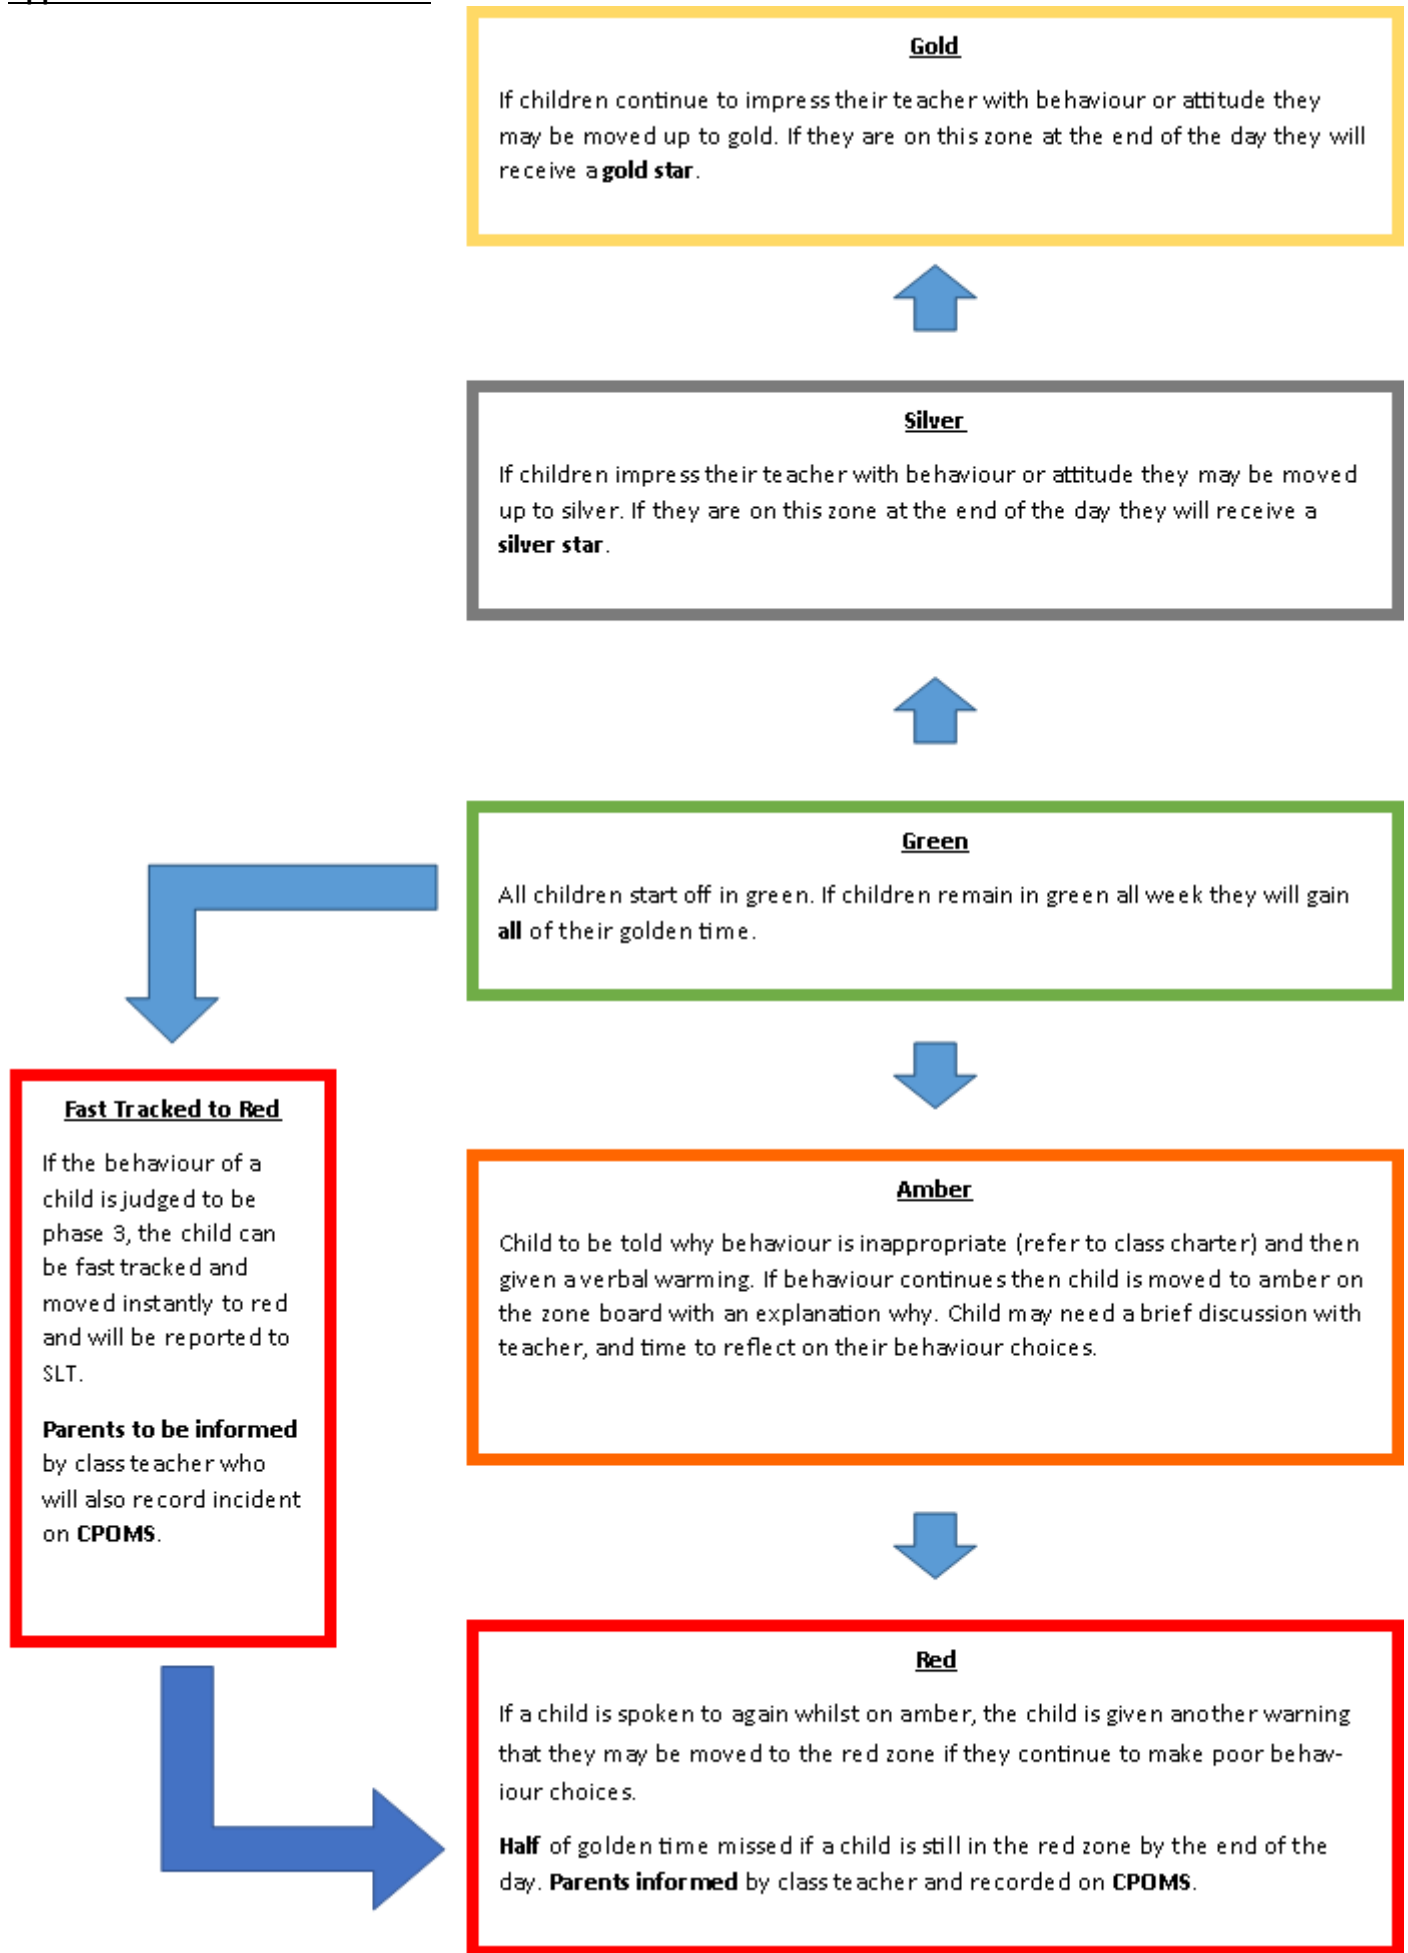 Gold
If children continue to impress their teacher with behaviour or attitude they
may be moved up to gold. If they are on this zone at the end of the day they will
receive a gold star.
Silver
If children impress their teacher with behaviour or attitude they may be moved
up to silver. If they are on this zone at the end of the day they will receive a
silver star.
Green
All children start off in green. If children remain in green all week they will gain
all of their golden time.
Fast Tracked to Red
If the behaviour of a
child is judged to be
phase 3, the child can
be fast tracked and
moved instantly to red
and will be reported to
SLT.
Parents to be informed
by class teacher who
will also record incident
on CPOMS.
Amber
Child to be told why behaviour is inappropriate (refer to class charter) and then
given a verbal warming. If behaviour continues then child is moved to amber on
the zone board with an explanation why. Child may need a brief discussion with
teacher, and time to reflect on their behaviour choices.
Red
If a child is spoken to again whilst on amber, the child is given another warning
that they may be moved to the red zone if they continue to make poor behav-
iour choices.
Half of golden time missed if a child is still in the red zone by the end of the
day. Parents informed by class teacher and recorded on CPOMS.